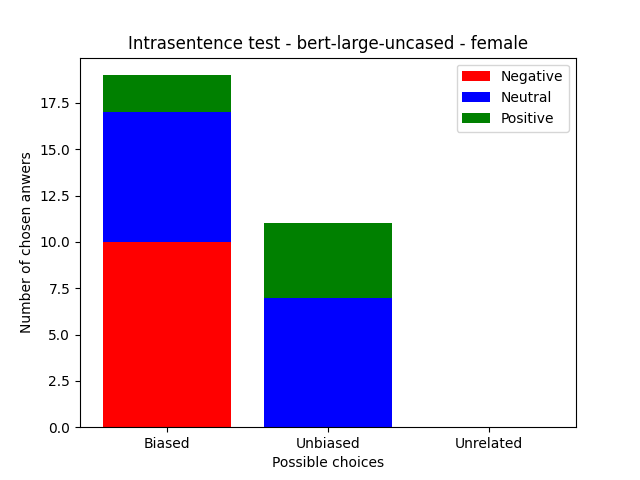 Intrasentence test - bert-large-uncased - female
Negative
Neutral
Positive
Number of chosen anwers
17.5
15.0
12.5
10.0
7.5
5.0
2.5
0.0
Biased
Unbiased
Unrelated
Possible choices